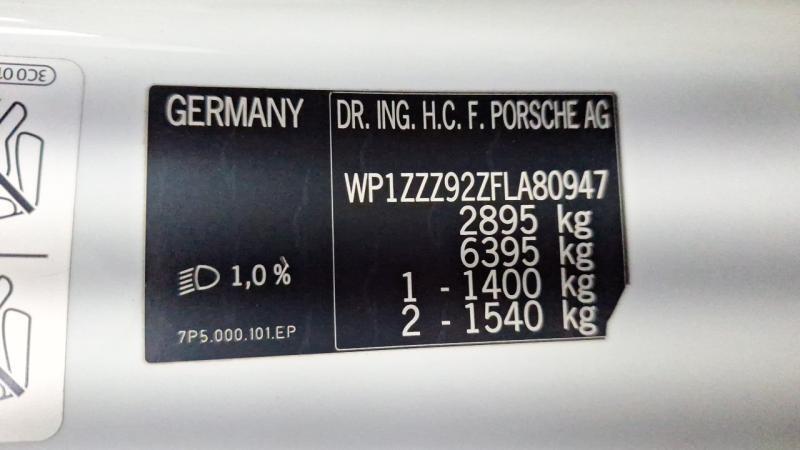 GERMANY
DR. ING. H.C. F. PORSCHE AG
WP1ZZZ92ZFLA80947
2895 kg
6395 kg
1 - 1400 kg
2 - 1540 kg
1,0 %
7P5.000.101.EP